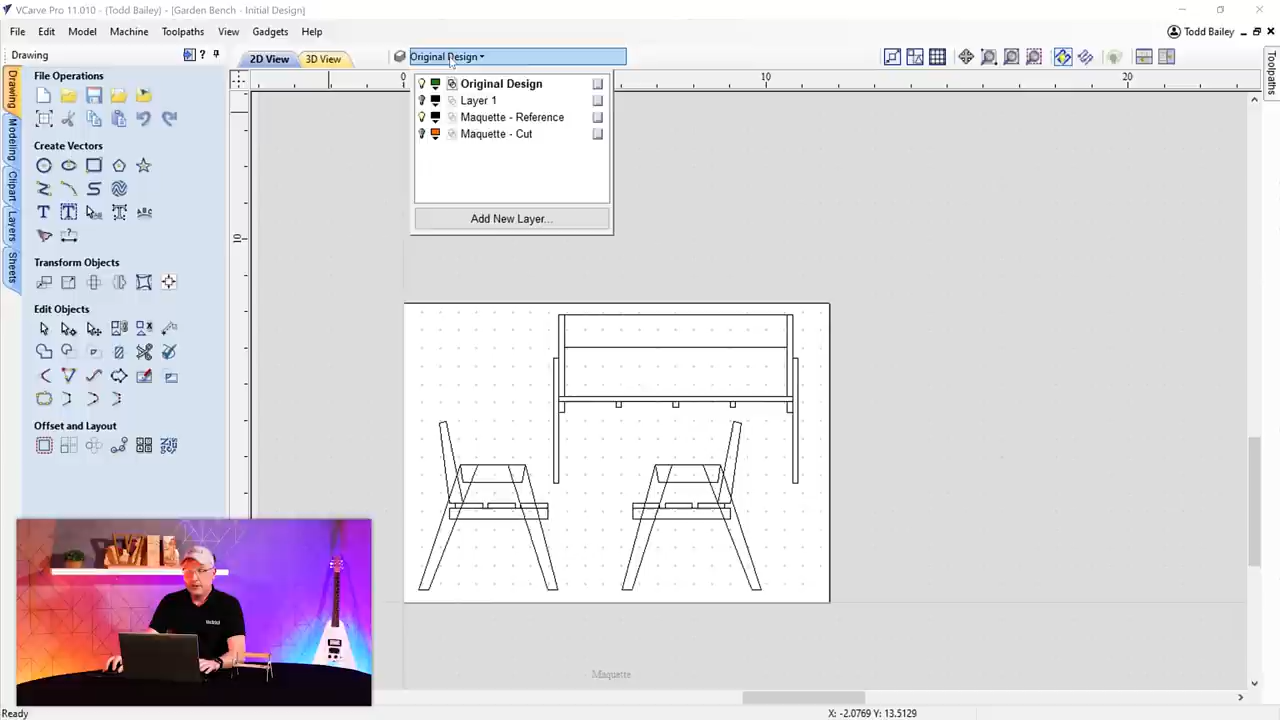 VCarve Pro 11.010 - (Todd Bailey) - [Garden Bench - Initial Design]
File Edit Model Machine Toolpaths View Gadgets Help
Todd Bailey
Drawing
2D View
3D View
Original Design
0
10
20
Original Design
Layer 1
Maquette - Reference
Maquette - Cut
Add New Layer...
10
Drawing
Modeling
Clipart
Layers
Sheets
File Operations
Create Vectors
Transform Objects
Edit Objects
Offset and Layout
Toolpaths
Maquette
Ready
X: -2.0769 Y: 13.5129